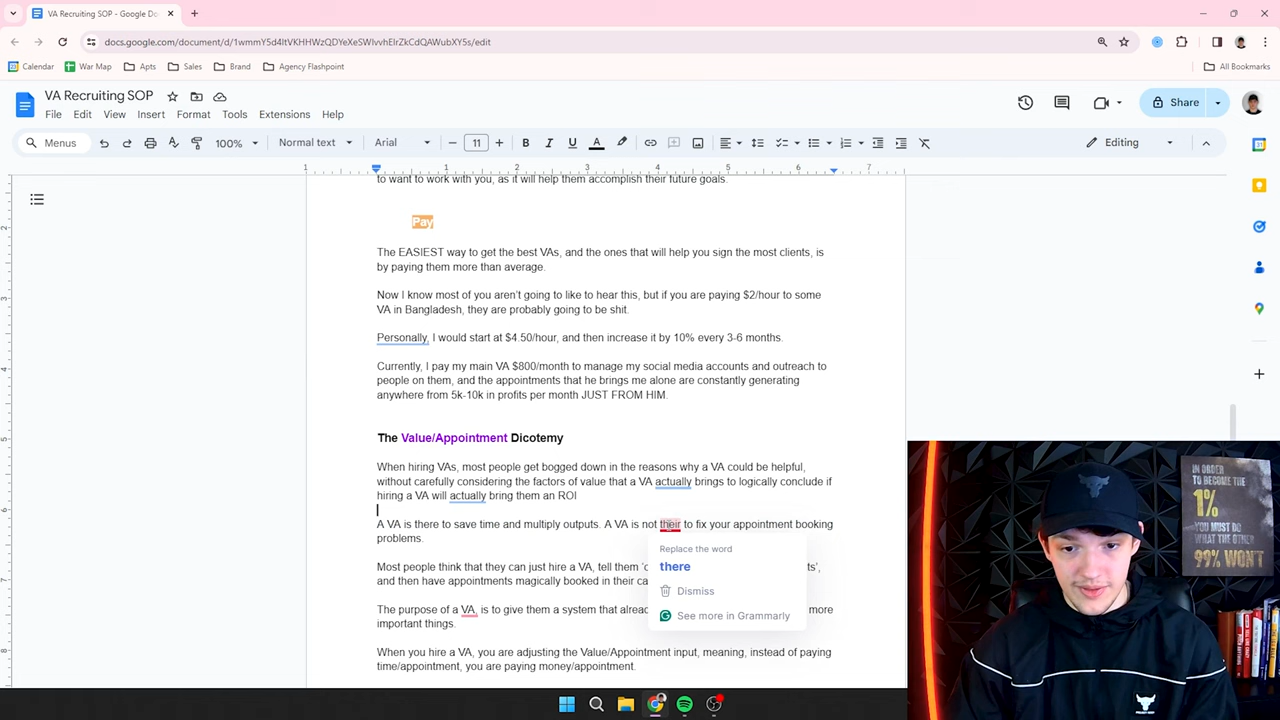 VA Recruiting SOP - Google Do
docs.google.com/document/d/1wmmY5d4ltVKHHWzQDYeXeSWlvvhElrZkCdQAWubXY5s/edit
Calendar War Map Apts Sales Brand Agency Flashpoint All Bookmarks
VA Recruiting SOP
File Edit View Insert Format Tools Extensions Help
Share
Menus 100% Normal text Arial 11 Editing
1 1 2 3 4 5 6 7
to want to work with you, as it will help them accomplish their future goals.
Pay
The EASIEST way to get the best VAs, and the ones that will help you sign the most clients, is
by paying them more than average.
Now I know most of you aren't going to like to hear this, but if you are paying $2/hour to some
VA in Bangladesh, they are probably going to be shit.
Personally, I would start at $4.50/hour, and then increase it by 10% every 3-6 months.
Currently, I pay my main VA $800/month to manage my social media accounts and outreach to
people on them, and the appointments that he brings me alone are constantly generating
anywhere from 5k-10k in profits per month JUST FROM HIM.
The Value/Appointment Dicotemy
When hiring VAs, most people get bogged down in the reasons why a VA could be helpful,
without carefully considering the factors of value that a VA actually brings to logically conclude if
hiring a VA will actually bring them an ROI
A VA is there to save time and multiply outputs. A VA is not their to fix your appointment booking
problems.
Replace the word
there
Dismiss
See more in Grammarly
Most people think that they can just hire a VA, tell them ts',
and then have appointments magically booked in their ca
The purpose of a VA, is to give them a system that alread more
important things.
When you hire a VA, you are adjusting the Value/Appointment input, meaning, instead of paying
time/appointment, you are paying money/appointment.
IN ORDER
TO BECOME THE
1%
YOU MUST DO
WHAT THE OTHER
99% WON'T